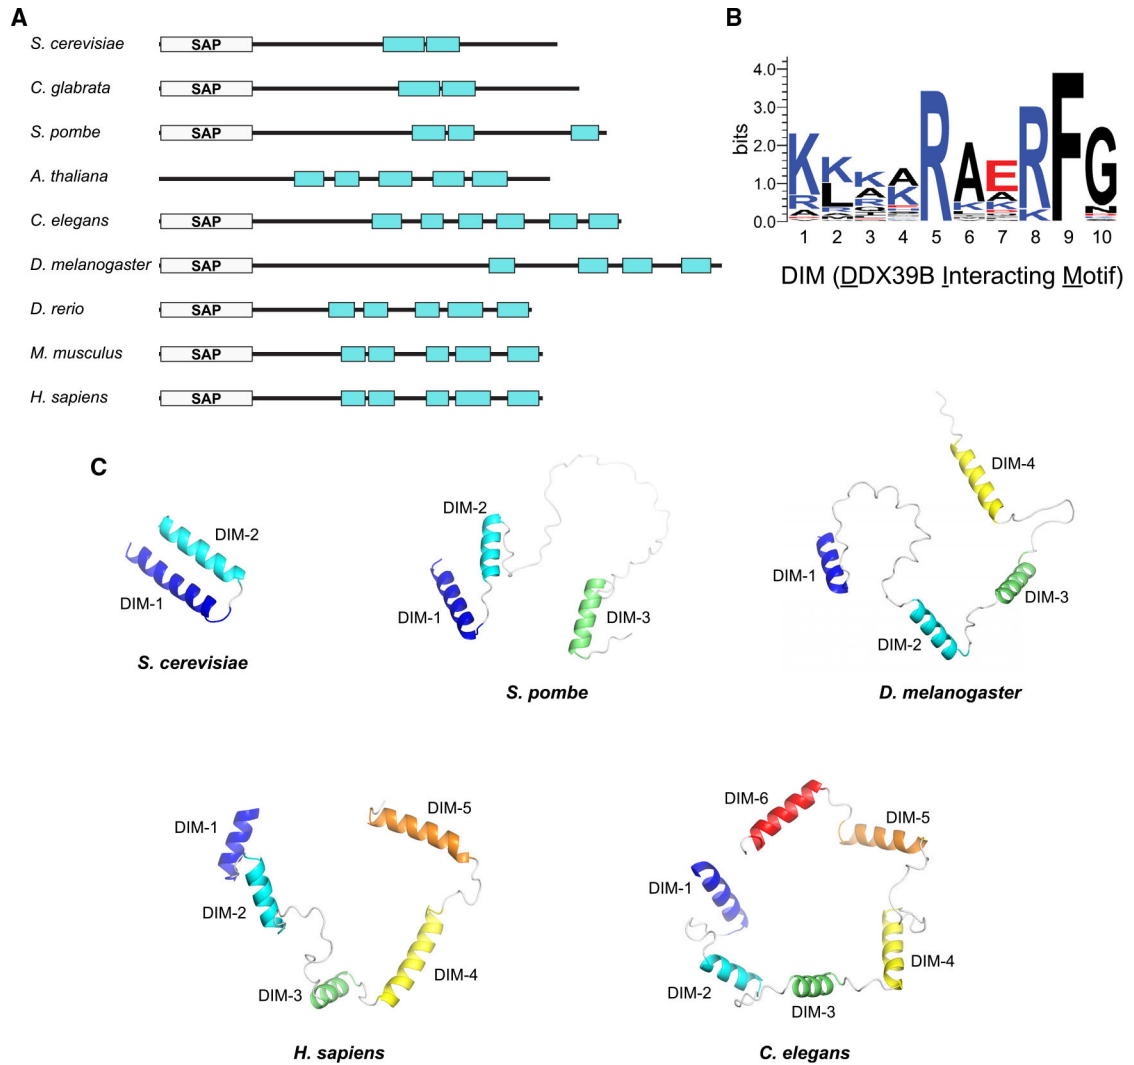 A
S. cerevisiae SAP
C. glabrata SAP
S. pombe SAP
A. thaliana
C. elegans SAP
D. melanogaster SAP
D. rerio SAP
M. musculus SAP
H. sapiens SAP
B
4.0
3.0
2.0
1.0
0.0
bits
K K K A R A E R F G
R L A K K A K N
A R R K
1 2 3 4 5 6 7 8 9 10
DIM (DDX39B Interacting Motif)
C
DIM-2
DIM-1
S. cerevisiae
DIM-2
DIM-1
DIM-3
S. pombe
DIM-4
DIM-1
DIM-3
DIM-2
D. melanogaster
DIM-1
DIM-5
DIM-2
DIM-4
DIM-3
H. sapiens
DIM-6
DIM-5
DIM-1
DIM-4
DIM-2
DIM-3
C. elegans